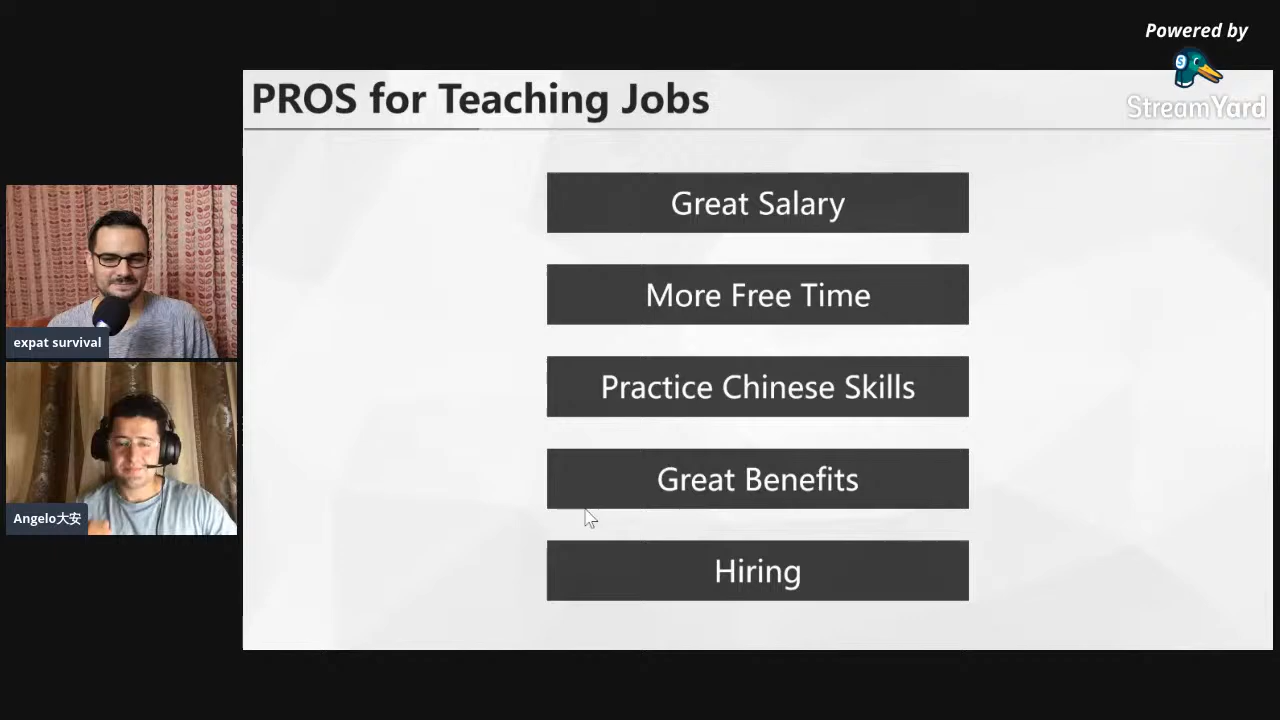 Powered by
StreamYard
PROS for Teaching Jobs
Great Salary
More Free Time
Practice Chinese Skills
Great Benefits
Hiring
expat survival
Angelo大安